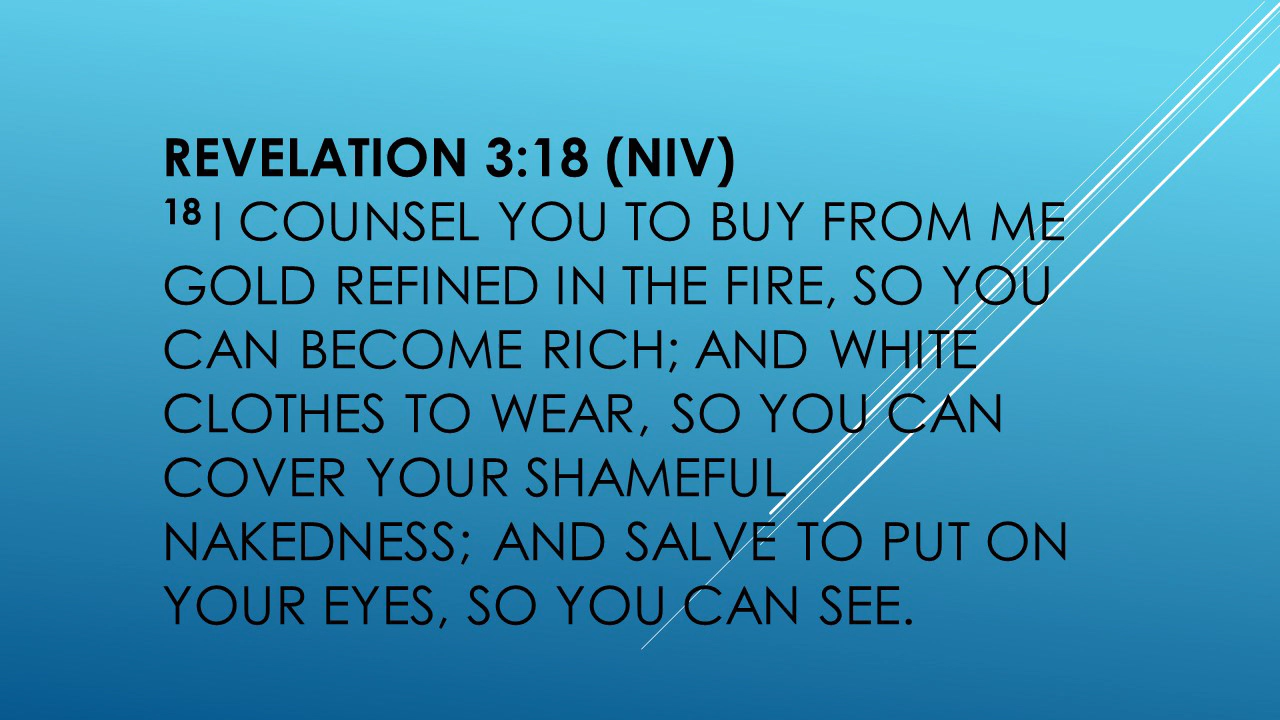 REVELATION 3:18 (NIV)
18 I COUNSEL YOU TO BUY FROM ME
GOLD REFINED IN THE FIRE, SO YOU
CAN BECOME RICH; AND WHITE
CLOTHES TO WEAR, SO YOU CAN
COVER YOUR SHAMEFUL
NAKEDNESS; AND SALVE TO PUT ON
YOUR EYES, SO YOU CAN SEE.